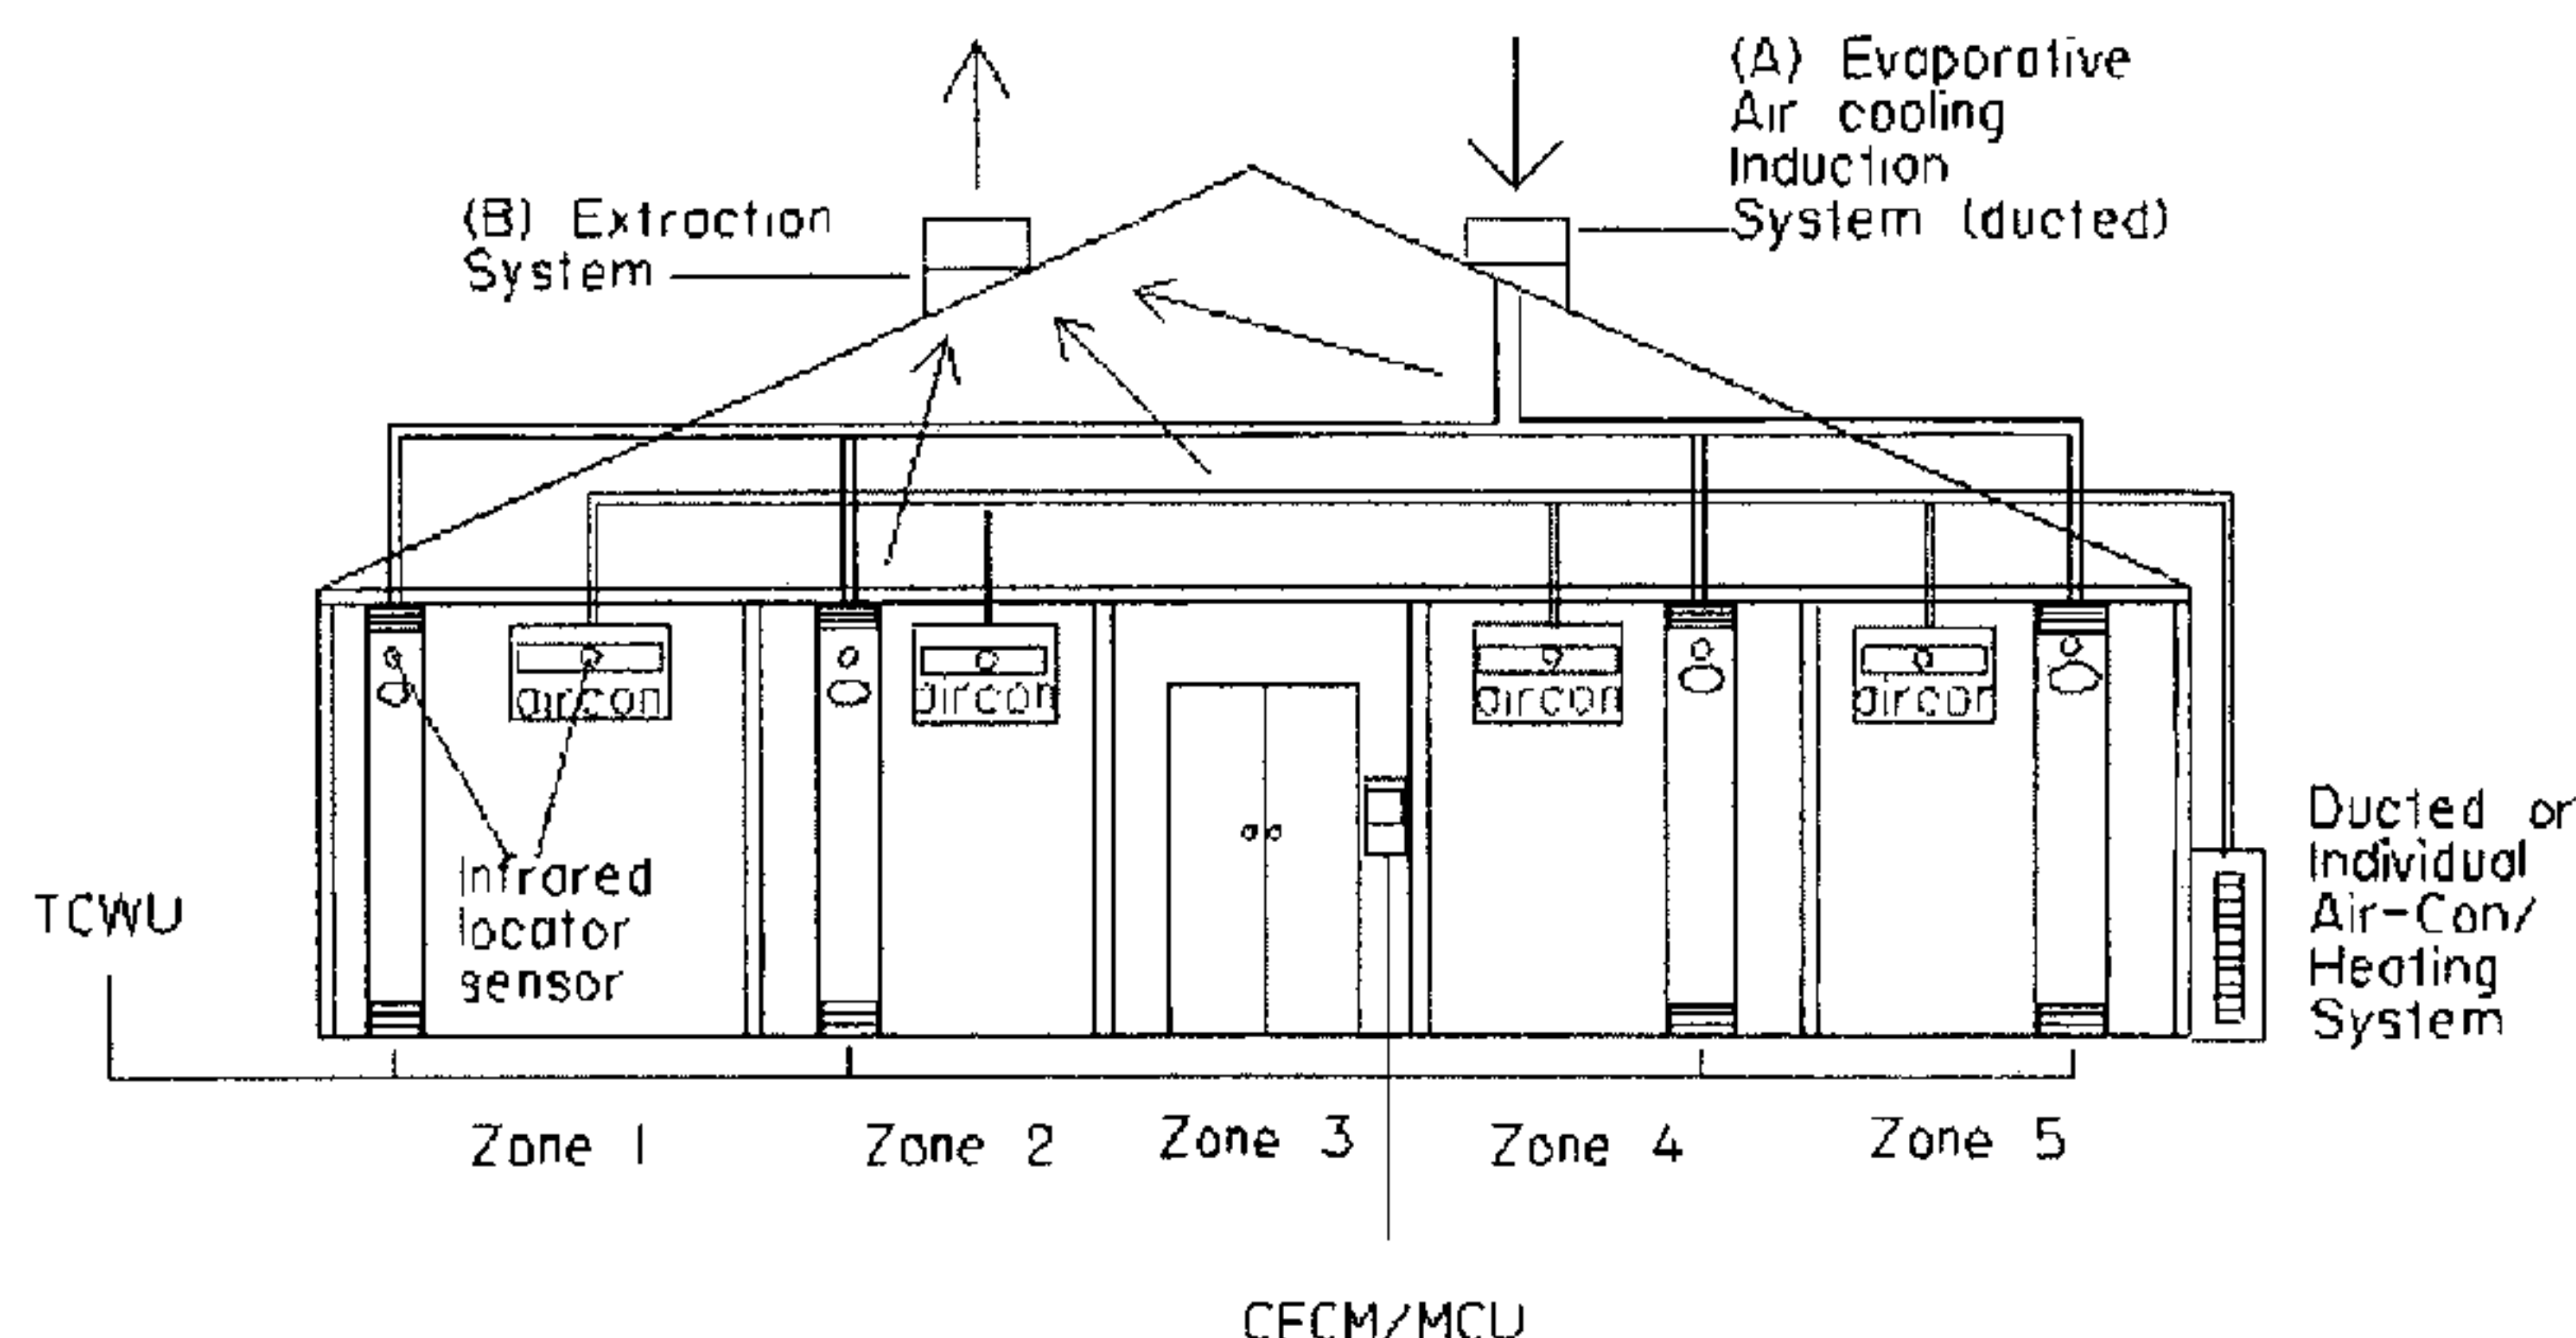 (A) Evaporative
Air cooling
Induction
System (ducted)
(B) Extraction
System
aircon
aircon
aircon
aircon
Infrared
locator
sensor
TCWU
Ducted or
Individual
Air-Con/
Heating
System
Zone 1
Zone 2
Zone 3
Zone 4
Zone 5
CECM/MCU